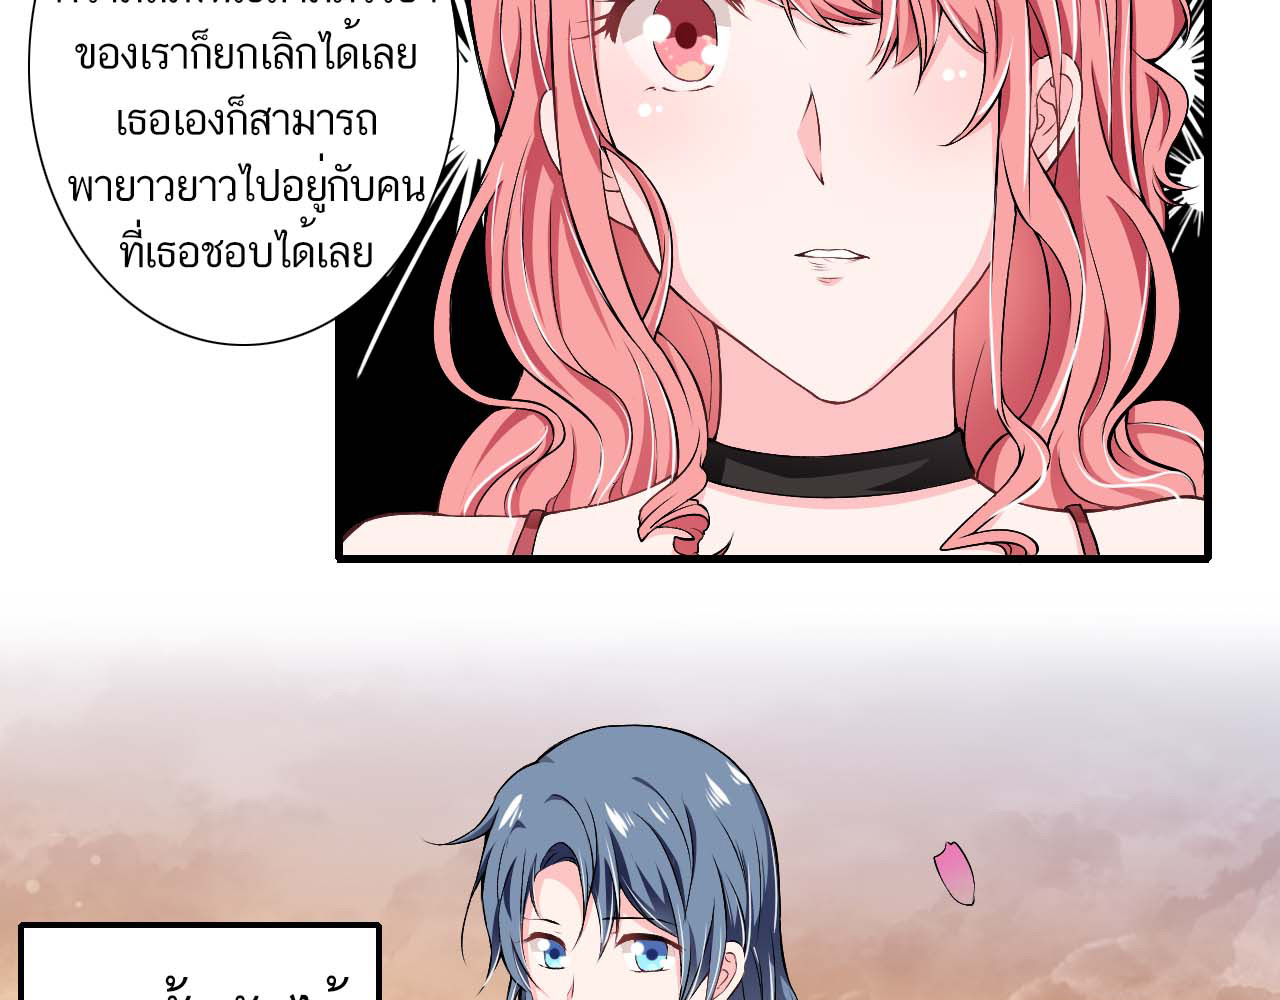 ของเราก็ยกเลิกได้เลย
เธอเองก็สามารถ
พายาวยาวไปอยู่กับคน
ที่เธอชอบได้เลย